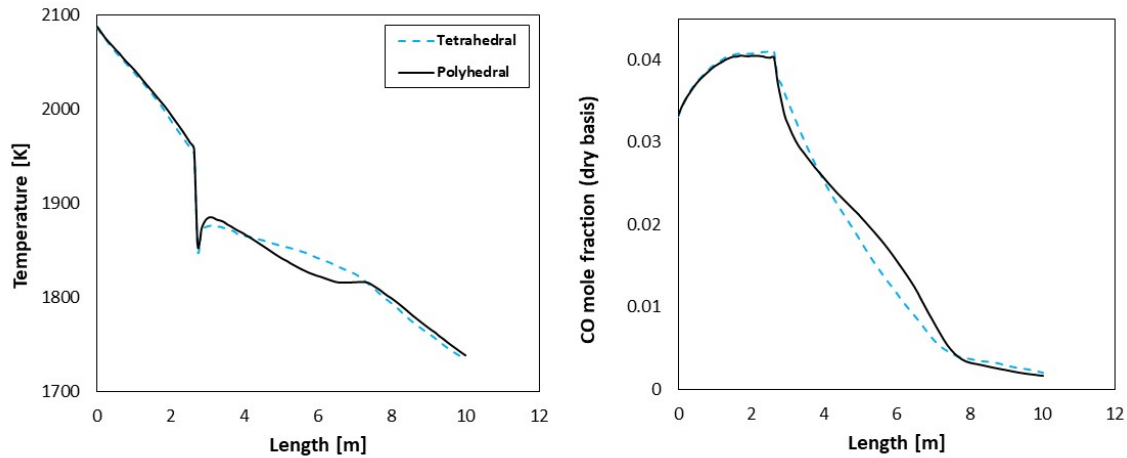 2100
2000
1900
1800
1700
Temperature [K]
Tetrahedral
Polyhedral
0 2 4 6 8 10 12
Length [m]
0.04
0.03
0.02
0.01
0
CO mole fraction (dry basis)
0 2 4 6 8 10 12
Length [m]